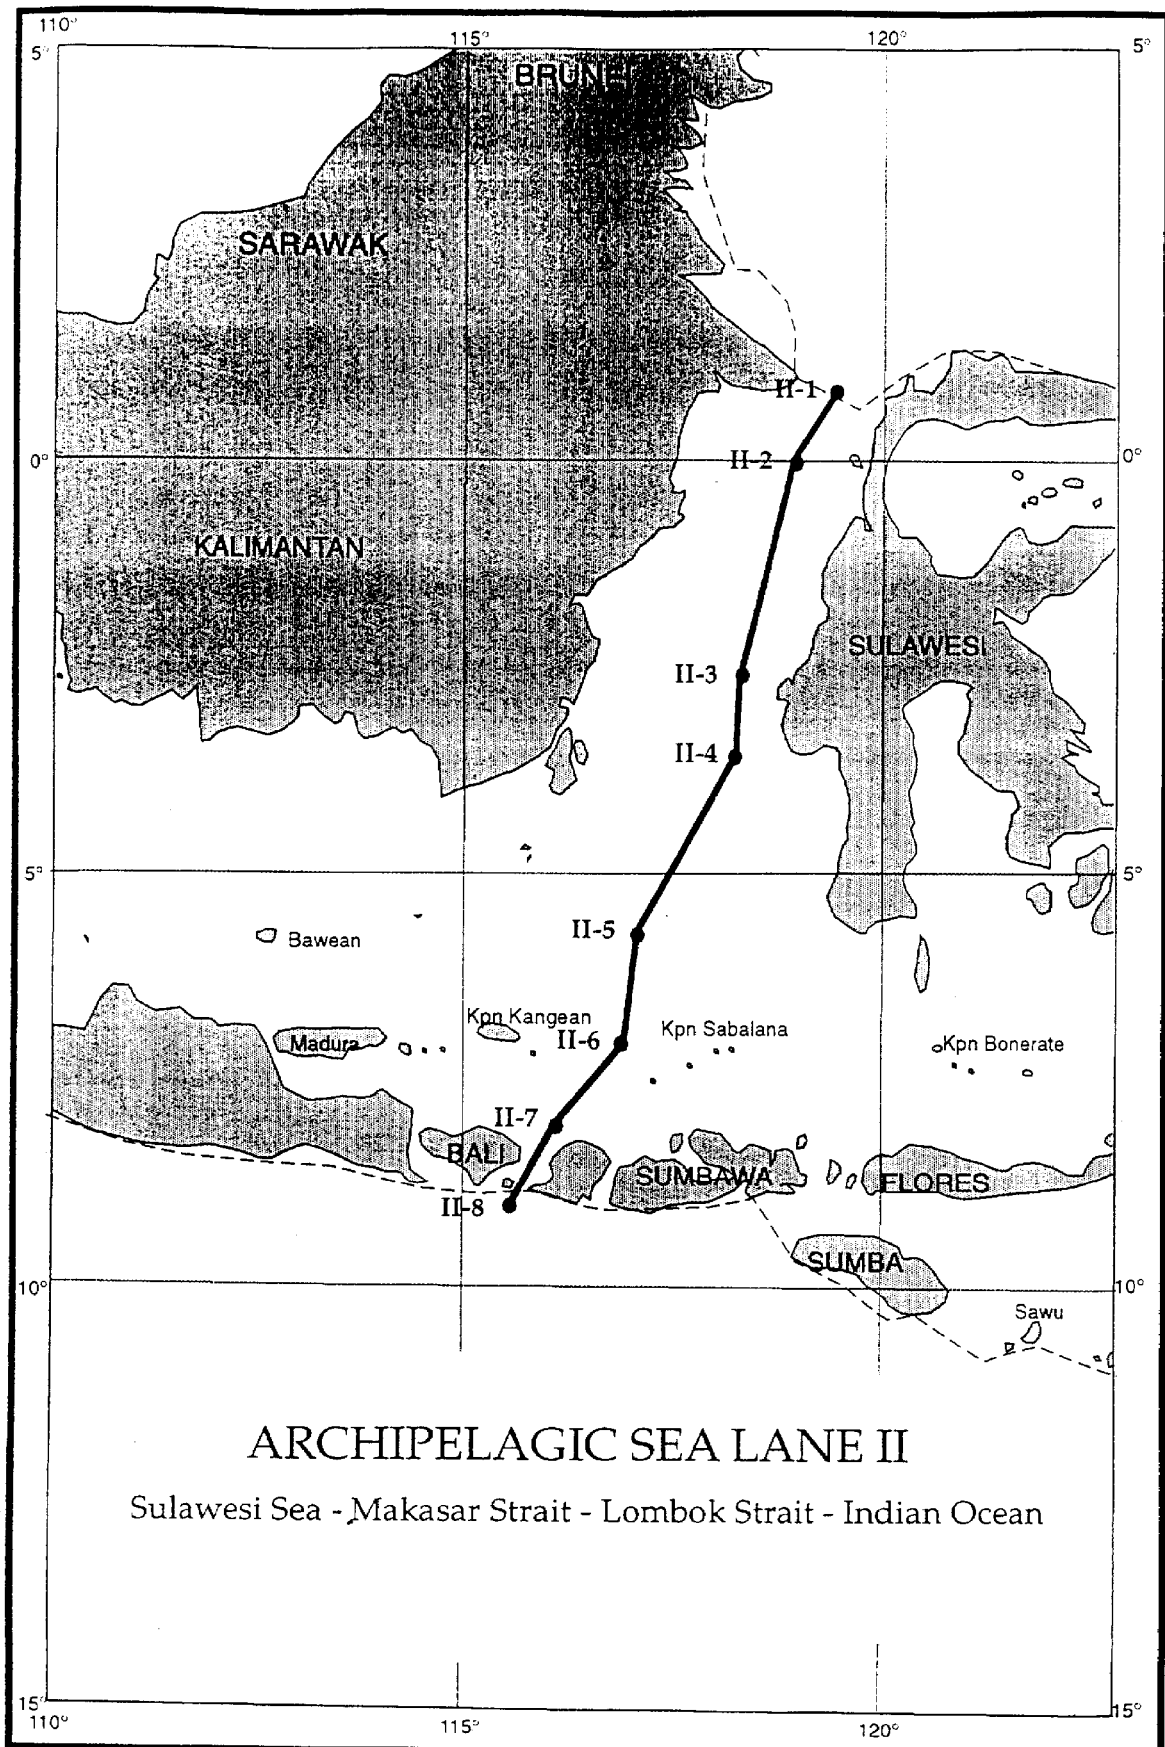 110°
115°
120°
5°
5°
BRUNEI
SARAWAK
II-1
0°
II-2
0°
KALIMANTAN
SULAWESI
II-3
II-4
5°
5°
II-5
Bawean
Kpn Kangean
Kpn Sabalana
II-6
Madura
Kpn Bonerate
II-7
BALI
SUMBAWA
FLORES
II-8
SUMBA
10°
10°
Sawu
ARCHIPELAGIC SEA LANE II
Sulawesi Sea - Makasar Strait - Lombok Strait - Indian Ocean
15°
15°
110°
115°
120°